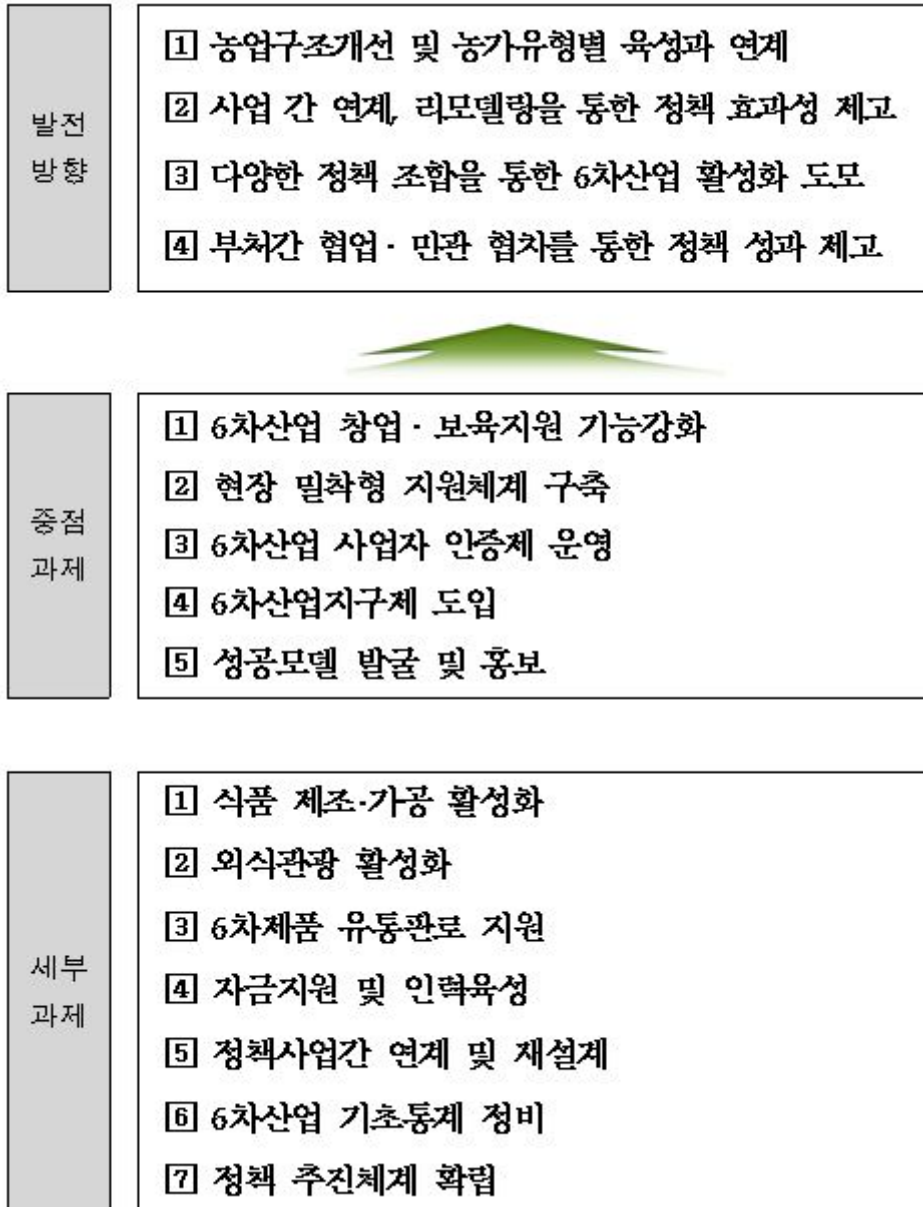 발전
방향
1 농업구조개선 및 농가유형별 육성과 연계
2 사업 간 연계, 리모델링을 통한 정책 효과성 제고
3 다양한 정책 조합을 통한 6차산업 활성화 도모
4 부처간 협업·민관 협치를 통한 정책 성과 제고
중점
과제
1 6차산업 창업·보육지원 기능강화
2 현장 밀착형 지원체계 구축
3 6차산업 사업자 인증제 운영
4 6차산업지구제 도입
5 성공모델 발굴 및 홍보
세부
과제
1 식품 제조·가공 활성화
2 외식관광 활성화
3 6차제품 유통판로 지원
4 자금지원 및 인력육성
5 정책사업간 연계 및 재설계
6 6차산업 기초통계 정비
7 정책 추진체계 확립